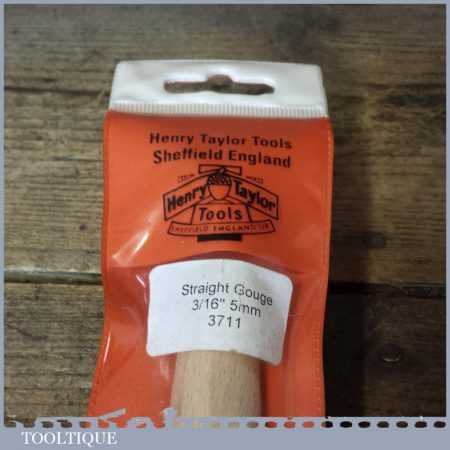 Henry Taylor Tools
Sheffield England
Henry Taylor
Tools
SHEFFIELD ENGLAND
Straight Gouge
3/16" 5mm
3711
TOOLTIQUE